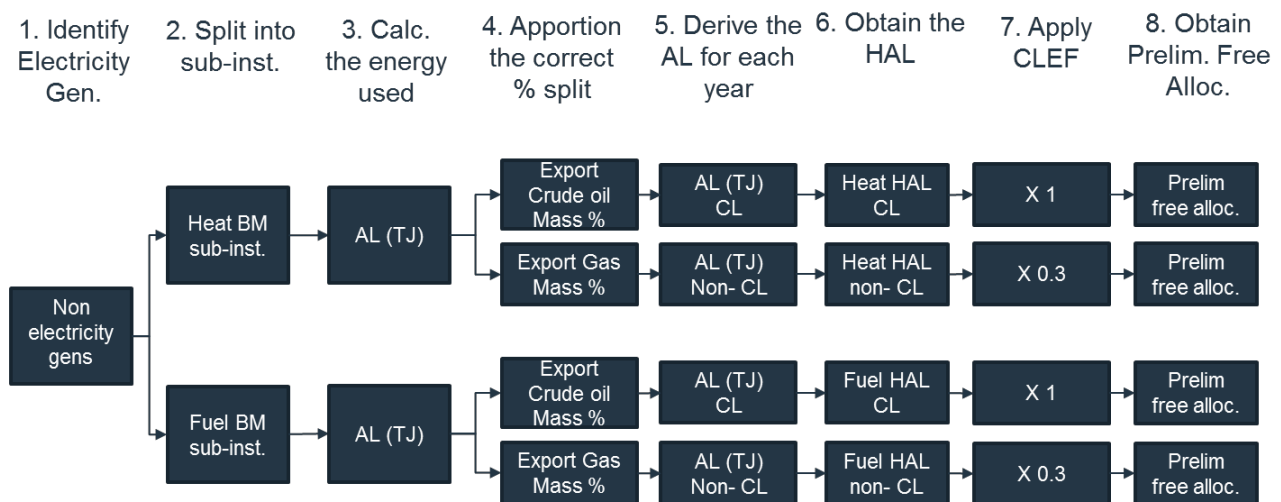 1. Identify
Electricity
Gen.
2. Split into
sub-inst.
3. Calc.
the energy
used
4. Apportion
the correct
% split
5. Derive the
AL for each
year
6. Obtain the
HAL
7. Apply
CLEF
8. Obtain
Prelim. Free
Alloc.
Non
electricity
gens
Heat BM
sub-inst.
AL (TJ)
Export
Crude oil
Mass %
AL (TJ)
CL
Heat HAL
CL
X 1
Prelim
free alloc.
Export Gas
Mass %
AL (TJ)
Non- CL
Heat HAL
non- CL
X 0.3
Prelim
free alloc.
Fuel BM
sub-inst.
AL (TJ)
Export
Crude oil
Mass %
AL (TJ)
CL
Fuel HAL
CL
X 1
Prelim
free alloc.
Export Gas
Mass %
AL (TJ)
Non- CL
Fuel HAL
non- CL
X 0.3
Prelim
free alloc.